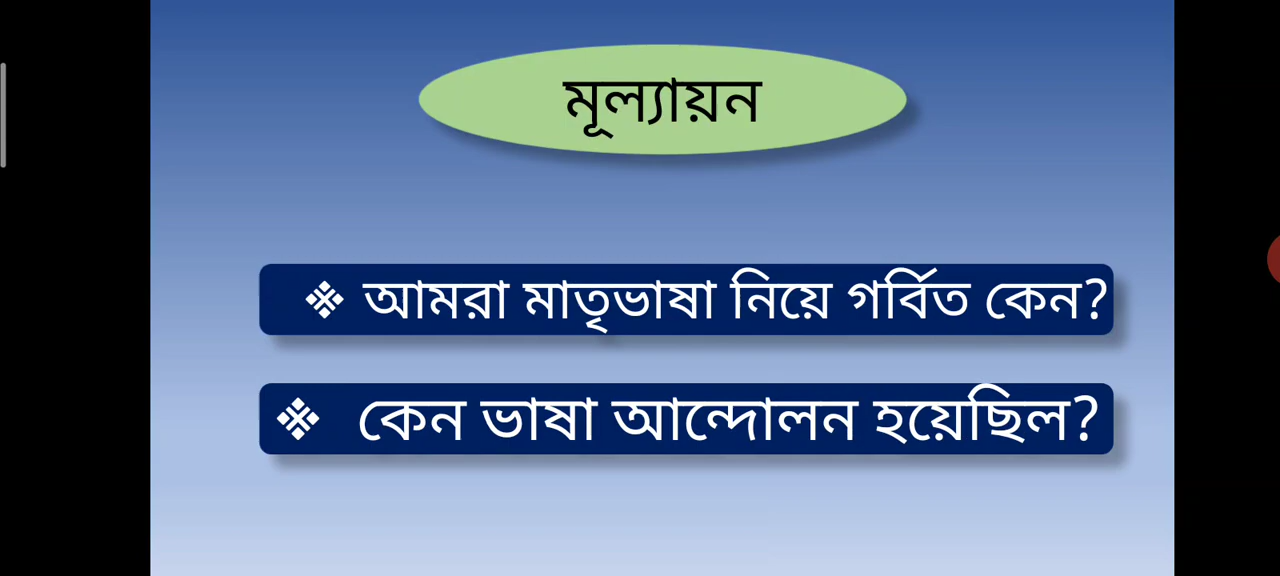 মূল্যায়ন
❖ আমরা মাতৃভাষা নিয়ে গর্বিত কেন?
❖ কেন ভাষা আন্দোলন হয়েছিল?